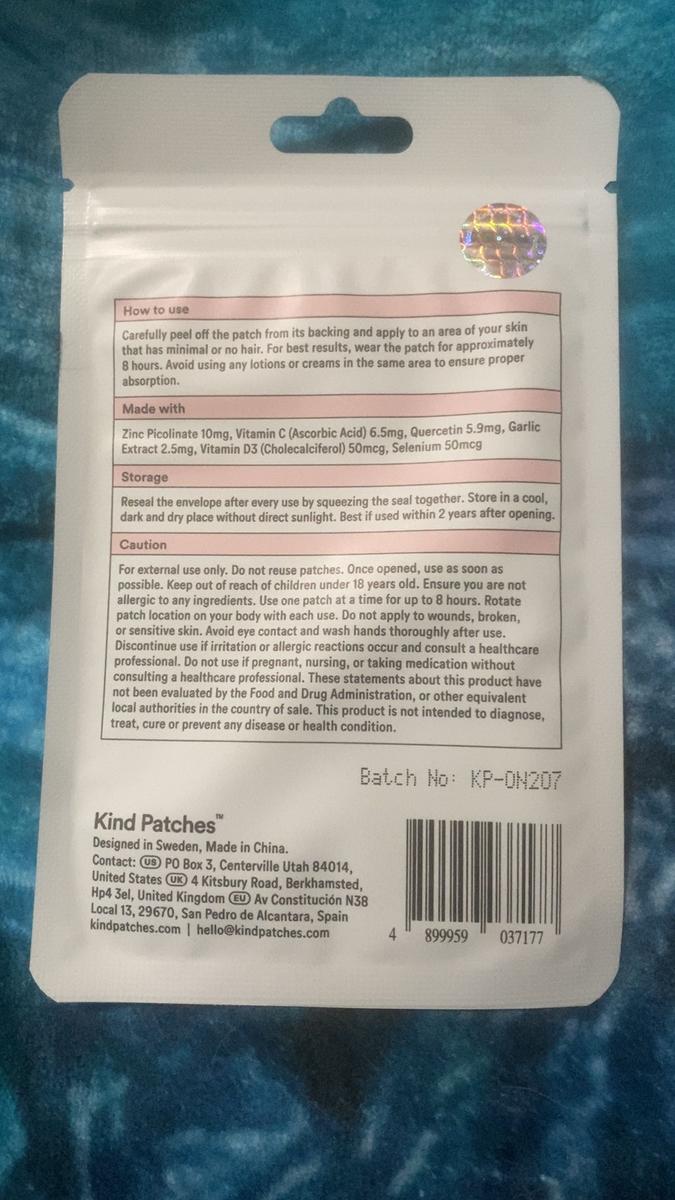 How to use
Carefully peel off the patch from its backing and apply to an area of your skin
that has minimal or no hair. For best results, wear the patch for approximately
8 hours. Avoid using any lotions or creams in the same area to ensure proper
absorption.
Made with
Zinc Picolinate 10mg, Vitamin C (Ascorbic Acid) 6.5mg, Quercetin 5.9mg, Garlic
Extract 2.5mg, Vitamin D3 (Cholecalciferol) 50mcg, Selenium 50mcg
Storage
Reseal the envelope after every use by squeezing the seal together. Store in a cool,
dark and dry place without direct sunlight. Best if used within 2 years after opening.
Caution
For external use only. Do not reuse patches. Once opened, use as soon as
possible. Keep out of reach of children under 18 years old. Ensure you are not
allergic to any ingredients. Use one patch at a time for up to 8 hours. Rotate
patch location on your body with each use. Do not apply to wounds, broken,
or sensitive skin. Avoid eye contact and wash hands thoroughly after use.
Discontinue use if irritation or allergic reactions occur and consult a healthcare
professional. Do not use if pregnant, nursing, or taking medication without
consulting a healthcare professional. These statements about this product have
not been evaluated by the Food and Drug Administration, or other equivalent
local authorities in the country of sale. This product is not intended to diagnose,
treat, cure or prevent any disease or health condition.
Batch No: KP-ON207
Kind Patches™
Designed in Sweden, Made in China.
Contact: US PO Box 3, Centerville Utah 84014,
United States UK 4 Kitsbury Road, Berkhamsted,
Hp4 3el, United Kingdom EU Av Constitución N38
Local 13, 29670, San Pedro de Alcantara, Spain
kindpatches.com | hello@kindpatches.com
4 899959 037177